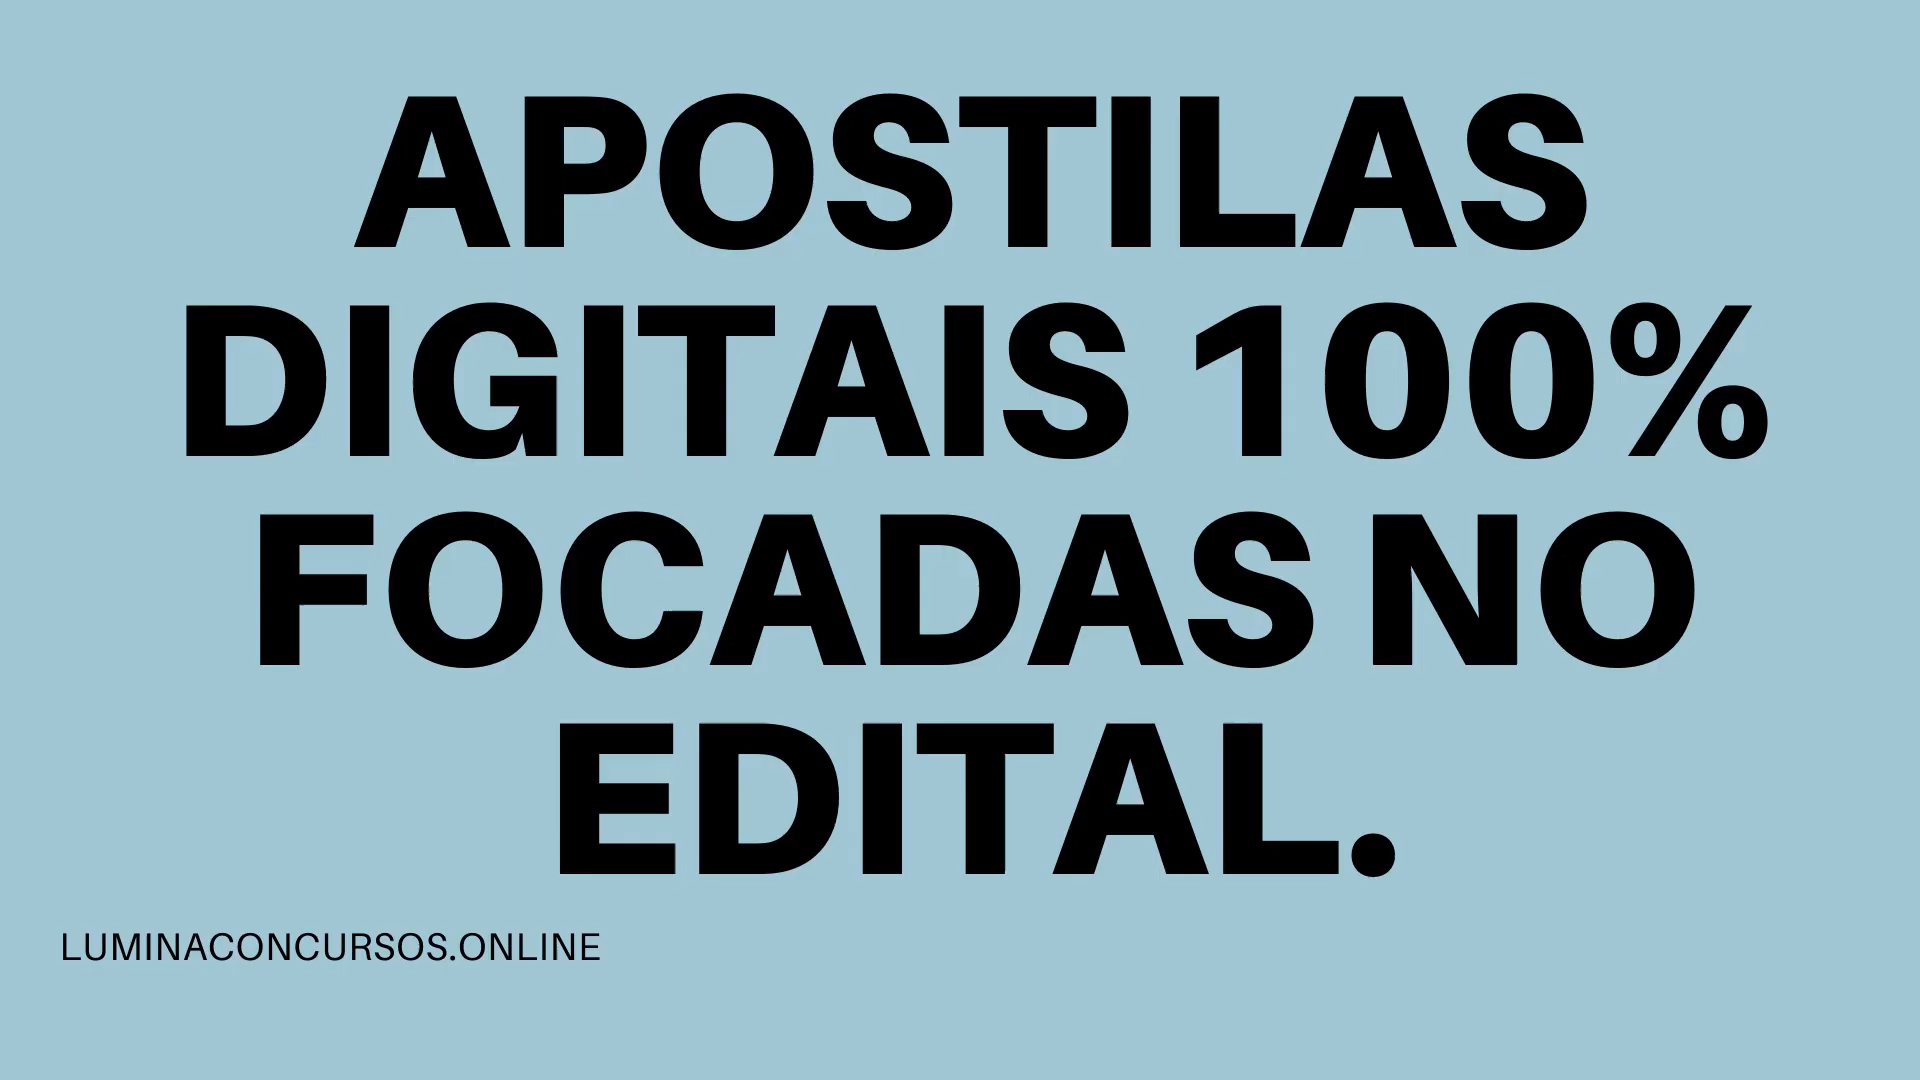 APOSTILAS
DIGITAIS 100%
FOCADAS NO
EDITAL.
LUMINACONCURSOS.ONLINE